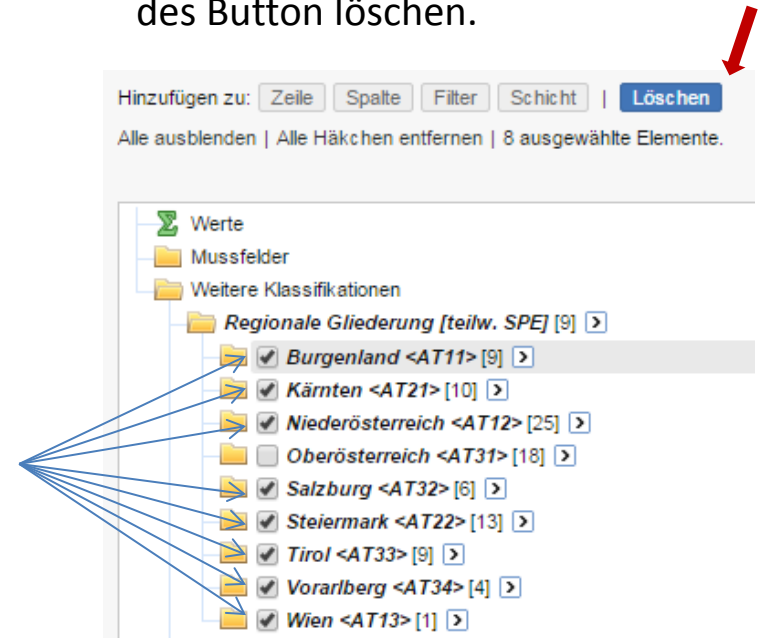 des Button löschen.
Hinzufügen zu: Zeile Spalte Filter Schicht | Löschen
Alle ausblenden | Alle Häkchen entfernen | 8 ausgewählte Elemente.
Werte
Mussfelder
Weitere Klassifikationen
Regionale Gliederung [teilw. SPE] [9]
Burgenland <AT11> [9]
Kärnten <AT21> [10]
Niederösterreich <AT12> [25]
Oberösterreich <AT31> [18]
Salzburg <AT32> [6]
Steiermark <AT22> [13]
Tirol <AT33> [9]
Vorarlberg <AT34> [4]
Wien <AT13> [1]